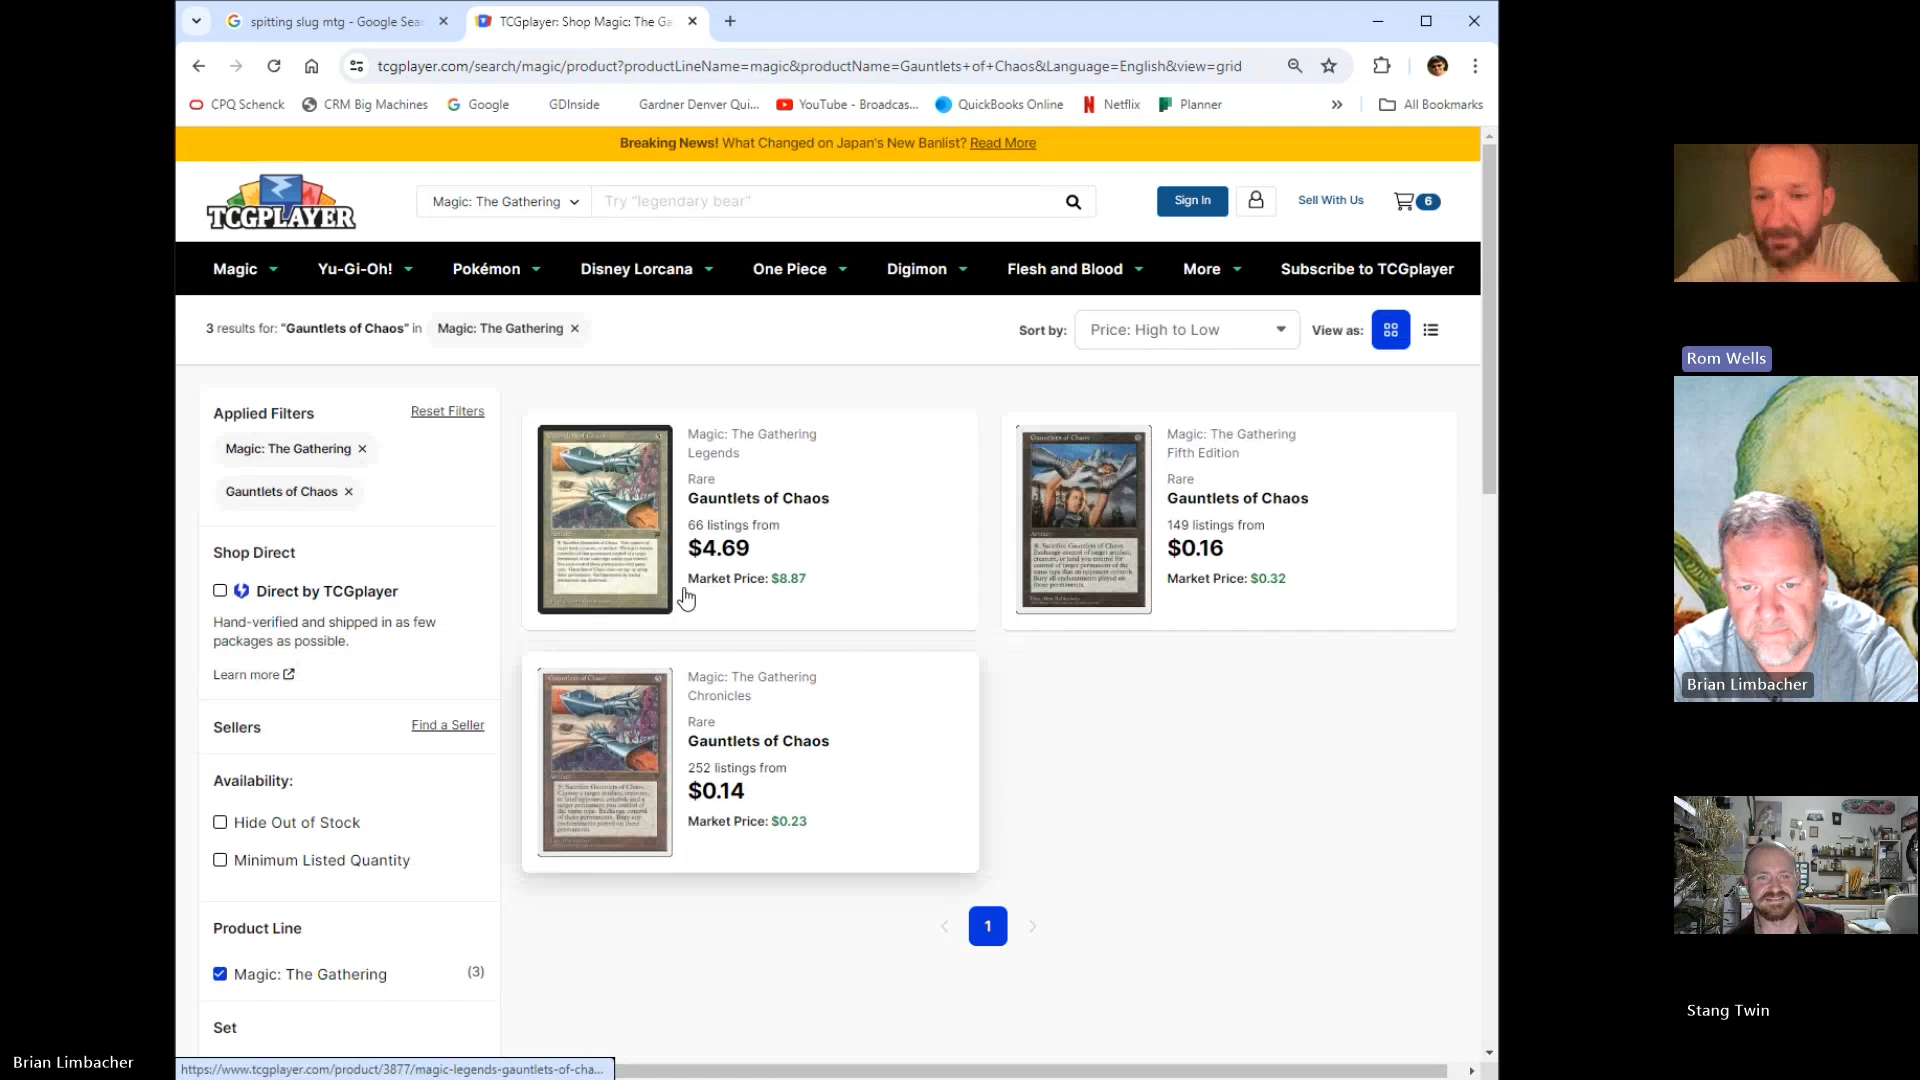 spitting slug mtg - Google Sear
TCGplayer: Shop Magic: The Ga
tcgplayer.com/search/magic/product?productLineName=magic&productName=Gauntlets+of+Chaos&Language=English&view=grid
CPQ Schenck
CRM Big Machines
Google
GDInside
Gardner Denver Qui...
YouTube - Broadcas...
QuickBooks Online
Netflix
Planner
All Bookmarks
Breaking News! What Changed on Japan's New Banlist? Read More
TCGPLAYER
Magic: The Gathering
Try "legendary bear"
Sign In
Sell With Us
6
Magic
Yu-Gi-Oh!
Pokémon
Disney Lorcana
One Piece
Digimon
Flesh and Blood
More
Subscribe to TCGplayer
3 results for: "Gauntlets of Chaos" in
Magic: The Gathering
Sort by:
Price: High to Low
View as:
Applied Filters
Reset Filters
Magic: The Gathering
Gauntlets of Chaos
Shop Direct
Direct by TCGplayer
Hand-verified and shipped in as few
packages as possible.
Learn more
Sellers
Find a Seller
Availability:
Hide Out of Stock
Minimum Listed Quantity
Product Line
Magic: The Gathering
(3)
Set
Magic: The Gathering
Legends
Rare
Gauntlets of Chaos
66 listings from
$4.69
Market Price: $8.87
Gauntlets of Chaos
Magic: The Gathering
Fifth Edition
Rare
Gauntlets of Chaos
149 listings from
$0.16
Market Price: $0.32
Gauntlets of Chaos
Magic: The Gathering
Chronicles
Rare
Gauntlets of Chaos
252 listings from
$0.14
Market Price: $0.23
1
https://www.tcgplayer.com/product/3877/magic-legends-gauntlets-of-cha...
Brian Limbacher
Rom Wells
Brian Limbacher
Stang Twin